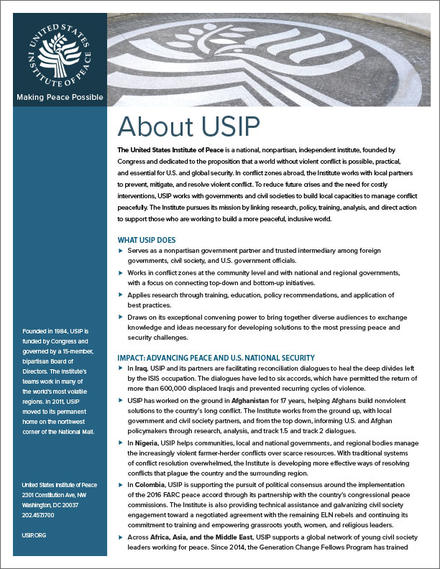 UNITED STATES
INSTITUTE OF PEACE
Making Peace Possible
About USIP
The United States Institute of Peace is a national, nonpartisan, independent institute, founded by
Congress and dedicated to the proposition that a world without violent conflict is possible, practical,
and essential for U.S. and global security. In conflict zones abroad, the Institute works with local partners
to prevent, mitigate, and resolve violent conflict. To reduce future crises and the need for costly
interventions, USIP works with governments and civil societies to build local capacities to manage conflict
peacefully. The Institute pursues its mission by linking research, policy, training, analysis, and direct action
to support those who are working to build a more peaceful, inclusive world.
WHAT USIP DOES
▶ Serves as a nonpartisan government partner and trusted intermediary among foreign
governments, civil society, and U.S. government officials.
▶ Works in conflict zones at the community level and with national and regional governments,
with a focus on connecting top-down and bottom-up initiatives.
▶ Applies research through training, education, policy recommendations, and application of
best practices.
▶ Draws on its exceptional convening power to bring together diverse audiences to exchange
knowledge and ideas necessary for developing solutions to the most pressing peace and
security challenges.
IMPACT: ADVANCING PEACE AND U.S. NATIONAL SECURITY
▶ In Iraq, USIP and its partners are facilitating reconciliation dialogues to heal the deep divides left
by the ISIS occupation. The dialogues have led to six accords, which have permitted the return of
more than 600,000 displaced Iraqis and prevented recurring cycles of violence.
▶ USIP has worked on the ground in Afghanistan for 17 years, helping Afghans build nonviolent
solutions to the country's long conflict. The Institute works from the ground up, with local
government and civil society partners, and from the top down, informing U.S. and Afghan
policymakers through research, analysis, and track 1.5 and track 2 dialogues.
▶ In Nigeria, USIP helps communities, local and national governments, and regional bodies manage
the increasingly violent farmer-herder conflicts over scarce resources. With traditional systems
of conflict resolution overwhelmed, the Institute is developing more effective ways of resolving
conflicts that plague the country and the surrounding region.
▶ In Colombia, USIP is supporting the pursuit of political consensus around the implementation
of the 2016 FARC peace accord through its partnership with the country's congressional peace
commissions. The Institute is also providing technical assistance and galvanizing civil society
engagement toward a negotiated agreement with the remaining ELN rebels and continuing its
commitment to training and empowering grassroots youth, women, and religious leaders.
▶ Across Africa, Asia, and the Middle East, USIP supports a global network of young civil society
leaders working for peace. Since 2014, the Generation Change Fellows Program has trained
Founded in 1984, USIP is
funded by Congress and
governed by a 15-member,
bipartisan Board of
Directors. The Institute's
teams work in many of
the world's most volatile
regions. In 2011, USIP
moved to its permanent
home on the northwest
corner of the National Mall.
United States Institute of Peace
2301 Constitution Ave, NW
Washington, DC 20037
202.457.1700
USIP.ORG